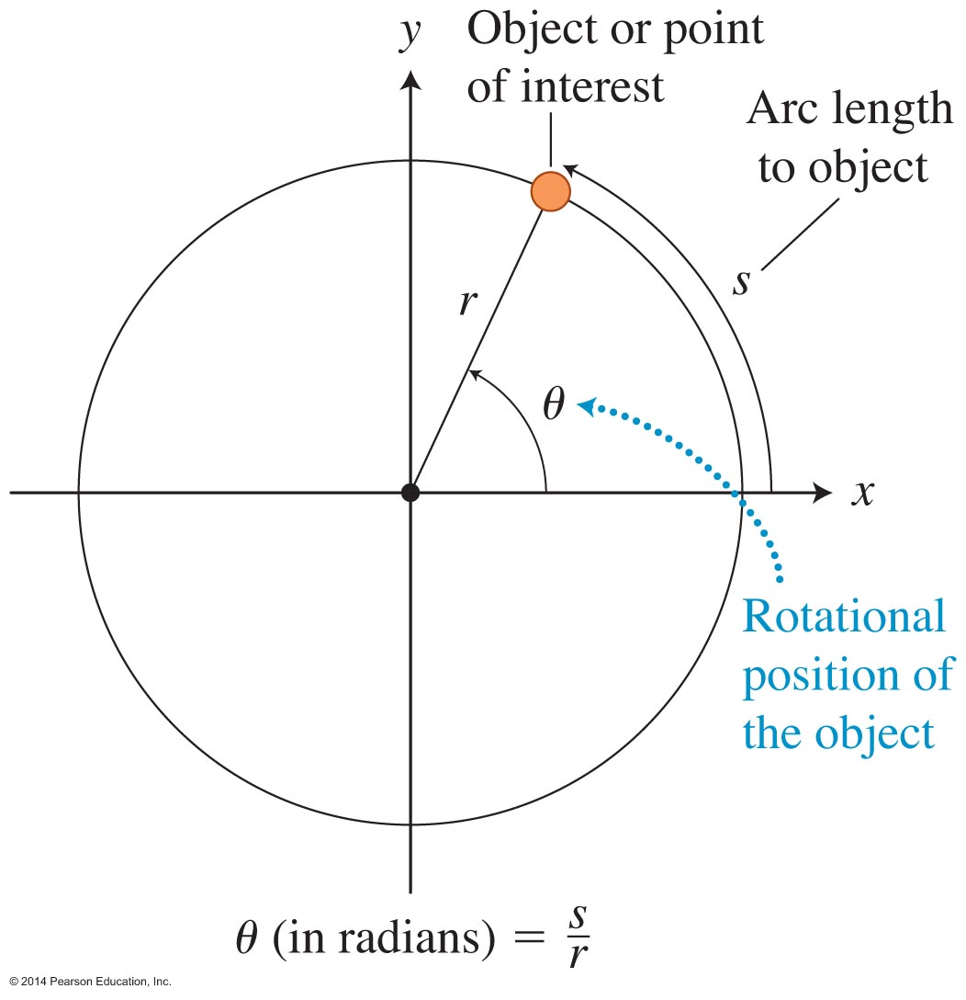 y
Object or point
of interest
Arc length
to object
s
r
θ
x
Rotational
position of
the object
θ (in radians) = s/r
© 2014 Pearson Education, Inc.